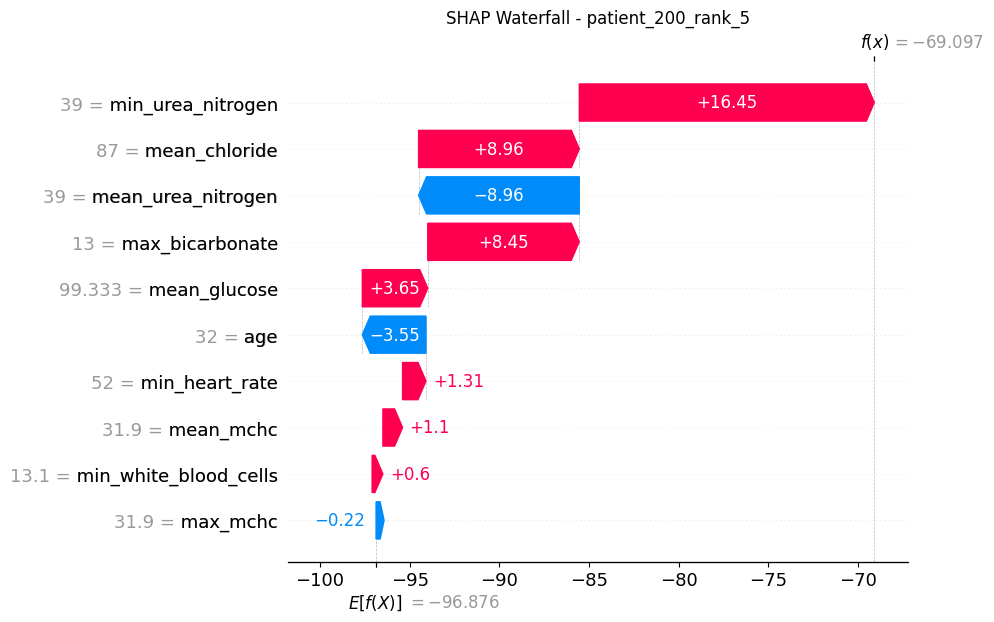 SHAP Waterfall - patient_200_rank_5
f(x) = −69.097
39 = min_urea_nitrogen +16.45
87 = mean_chloride +8.96
39 = mean_urea_nitrogen −8.96
13 = max_bicarbonate +8.45
99.333 = mean_glucose +3.65
32 = age −3.55
52 = min_heart_rate +1.31
31.9 = mean_mchc +1.1
13.1 = min_white_blood_cells +0.6
31.9 = max_mchc −0.22
−100 −95 −90 −85 −80 −75 −70
E[f(X)] = −96.876